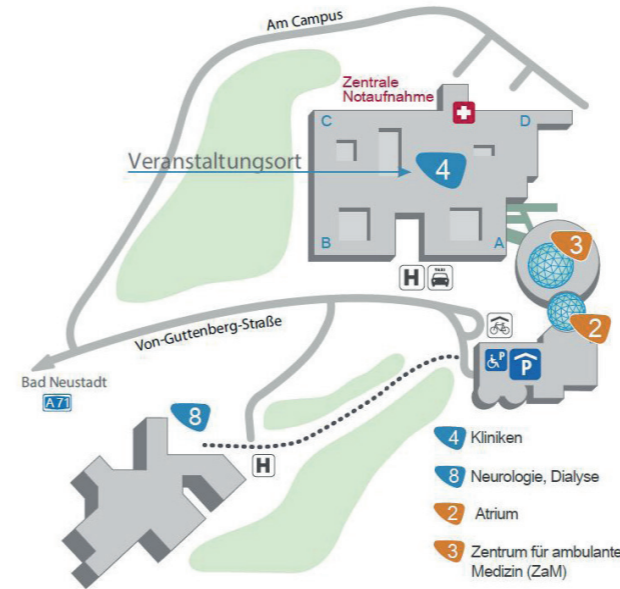 Am Campus
Zentrale
Notaufnahme
C
D
Veranstaltungsort
4
B
A
3
H
TAXI
Von-Guttenberg-Straße
2
P
P
Bad Neustadt
A 71
8
H
4 Kliniken
8 Neurologie, Dialyse
2 Atrium
3 Zentrum für ambulante
Medizin (ZaM)